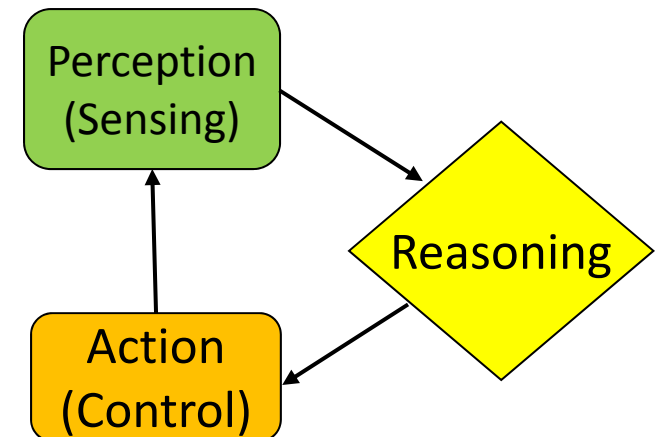 Perception
(Sensing)
Reasoning
Action
(Control)